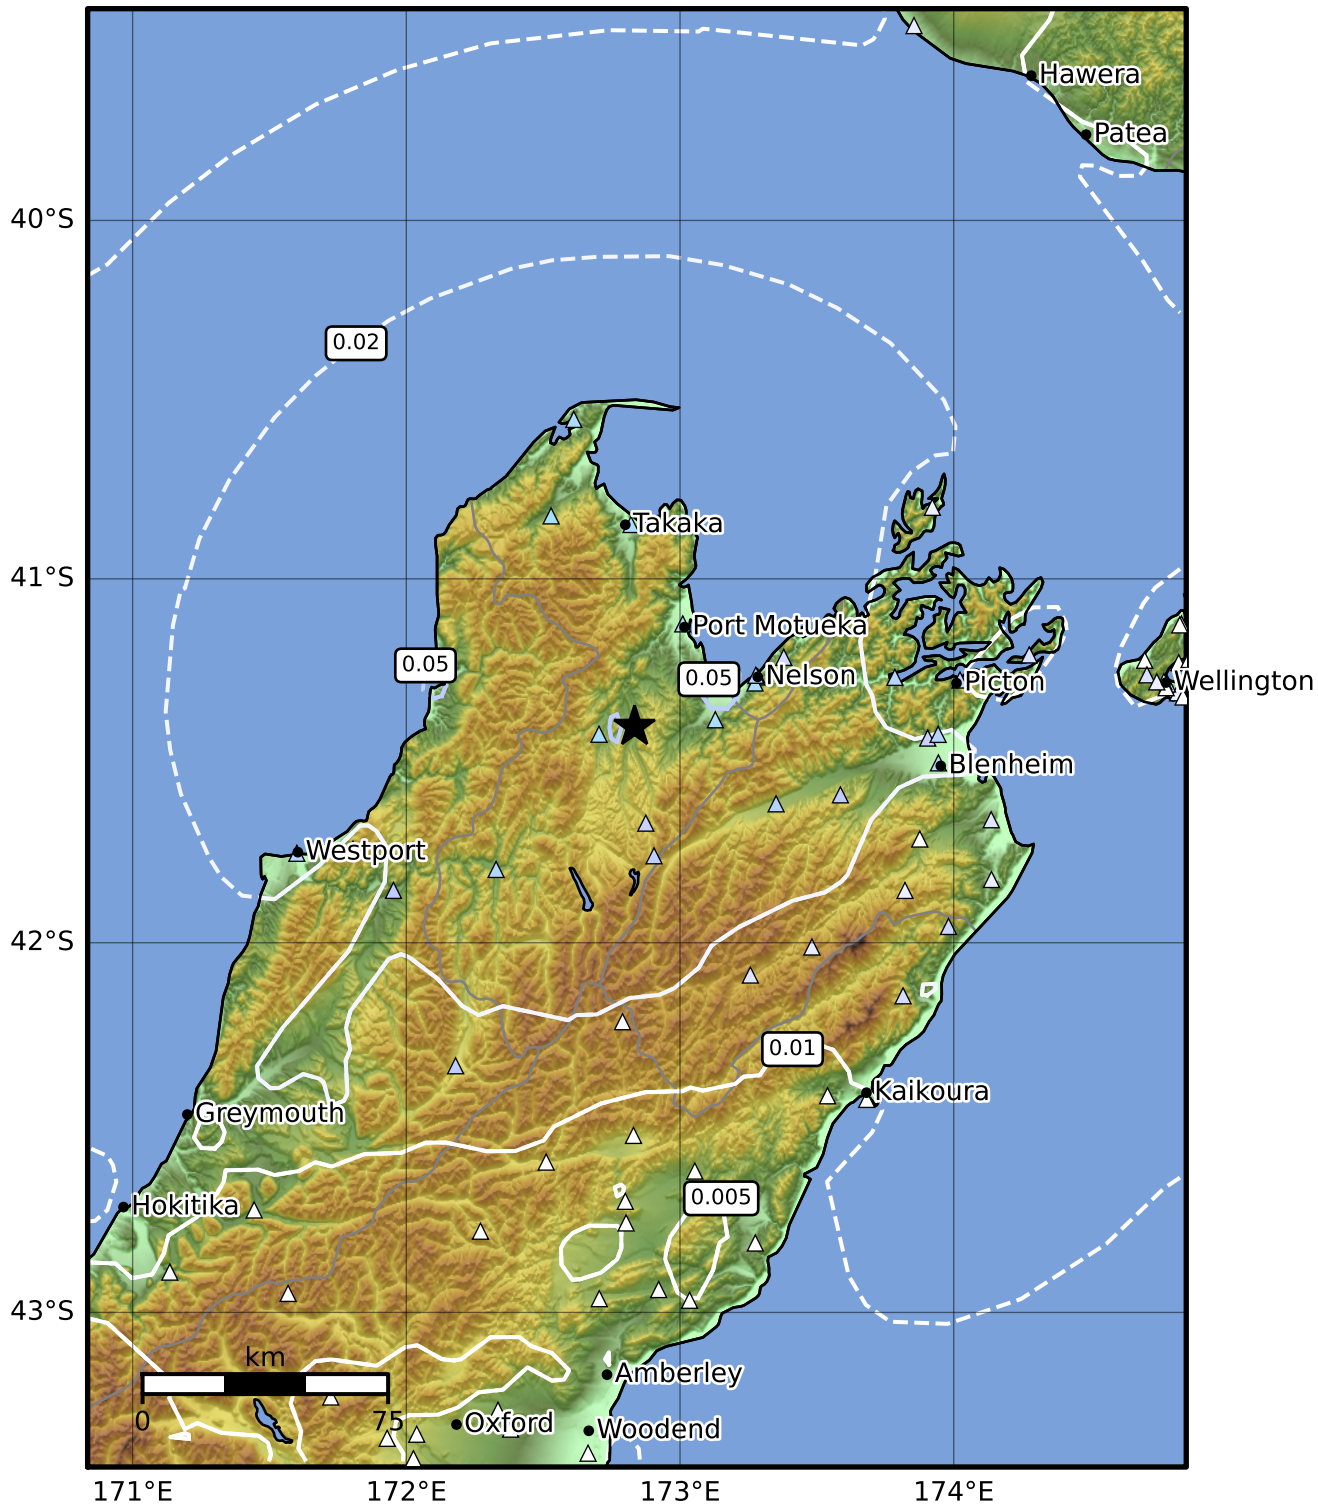 Hawera
Patea
40°S
0.02
Takaka
41°S
Port Motueka
0.05
0.05
Nelson
Picton
Wellington
Blenheim
Westport
42°S
0.01
Kaikoura
Greymouth
0.005
Hokitika
43°S
km
Amberley
0
75
Oxford
Woodend
171°E
172°E
173°E
174°E